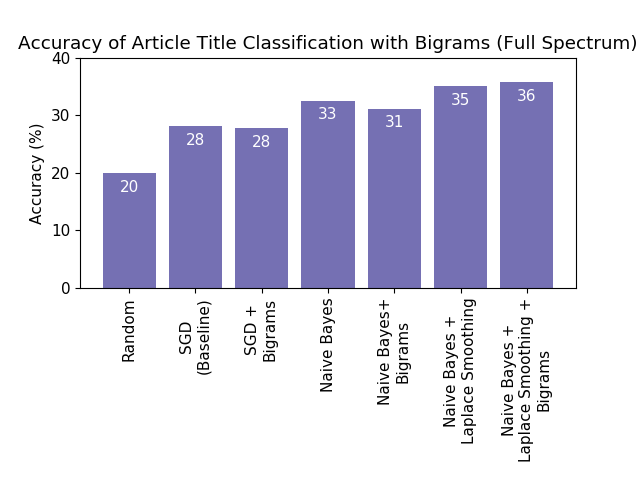 Accuracy of Article Title Classification with Bigrams (Full Spectrum)
Accuracy (%)
40
30
20
10
0
20
28
28
33
31
35
36
Random
SGD
(Baseline)
SGD +
Bigrams
Naive Bayes
Naive Bayes+
Bigrams
Naive Bayes +
Laplace Smoothing
Naive Bayes +
Laplace Smoothing +
Bigrams